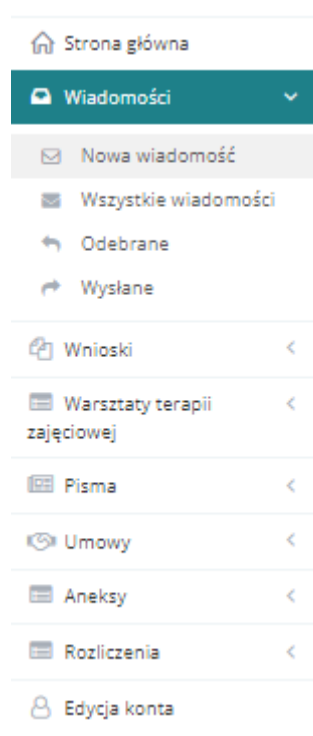 Strona główna
Wiadomości
Nowa wiadomość
Wszystkie wiadomości
Odebrane
Wysłane
Wnioski
Warsztaty terapii
zajęciowej
Pisma
Umowy
Aneksy
Rozliczenia
Edycja konta